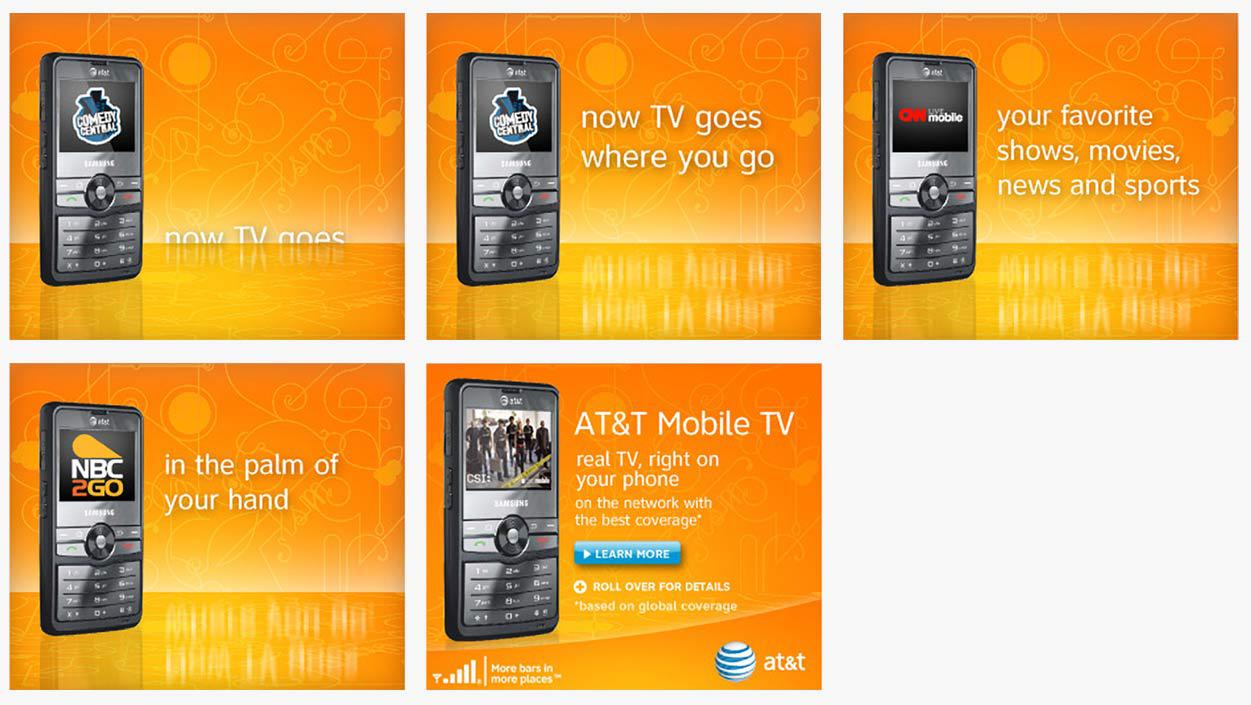 at&t
COMEDY
CENTRAL
SAMSUNG
now TV goes
at&t
COMEDY
CENTRAL
SAMSUNG
now TV goes
where you go
at&t
CNN LIVE
mobile
SAMSUNG
your favorite
shows, movies,
news and sports
at&t
NBC
2GO
SAMSUNG
in the palm of
your hand
at&t
CSI:
SAMSUNG
AT&T Mobile TV
real TV, right on
your phone
on the network with
the best coverage*
LEARN MORE
ROLL OVER FOR DETAILS
*based on global coverage
More bars in
more places™
at&t